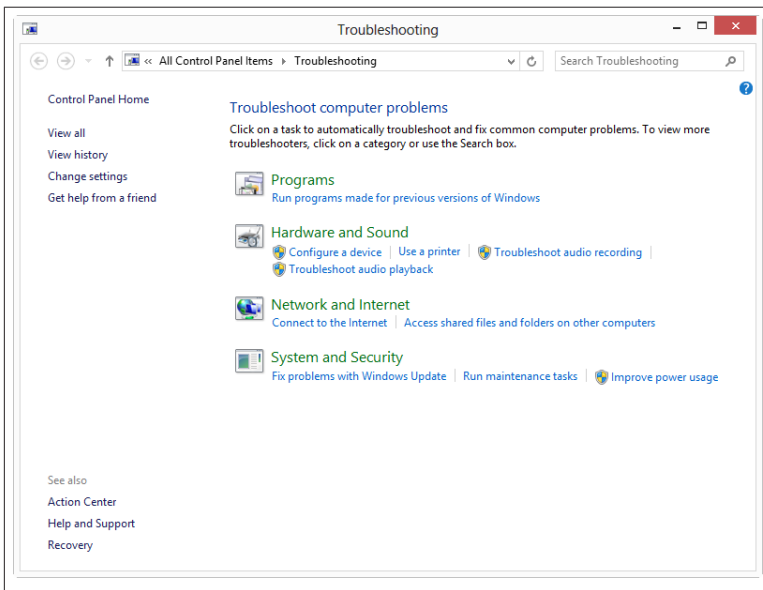 Troubleshooting
« All Control Panel Items Troubleshooting
Search Troubleshooting
Control Panel Home
View all
View history
Change settings
Get help from a friend
Troubleshoot computer problems
Click on a task to automatically troubleshoot and fix common computer problems. To view more
troubleshooters, click on a category or use the Search box.
Programs
Run programs made for previous versions of Windows
Hardware and Sound
Configure a device | Use a printer | Troubleshoot audio recording |
Troubleshoot audio playback
Network and Internet
Connect to the Internet | Access shared files and folders on other computers
System and Security
Fix problems with Windows Update | Run maintenance tasks | Improve power usage
See also
Action Center
Help and Support
Recovery